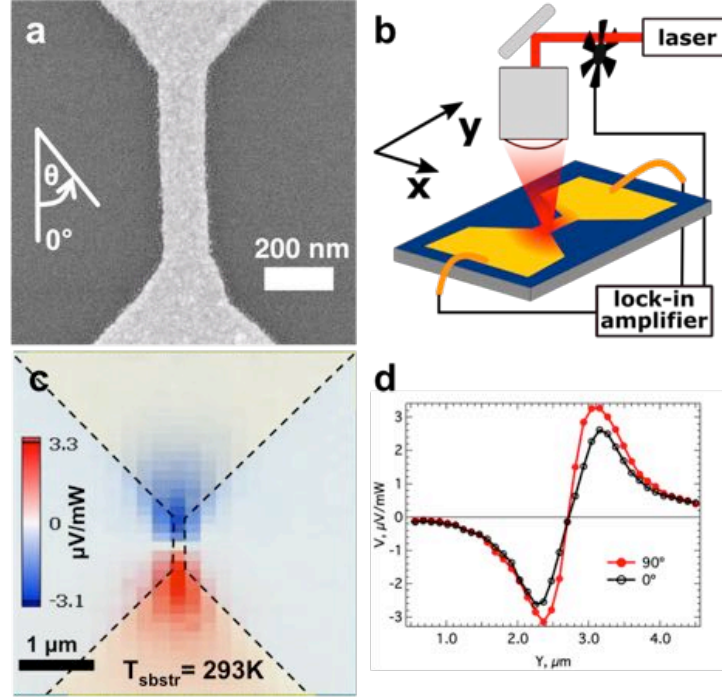 a
θ
0°
200 nm
b
laser
y
x
lock-in
amplifier
c
3.3
0
-3.1
µV/mW
1 µm
T_sbstr = 293K
d
V, µV/mW
3
2
1
0
-1
-2
-3
90°
0°
1.0 2.0 3.0 4.0
Y, µm